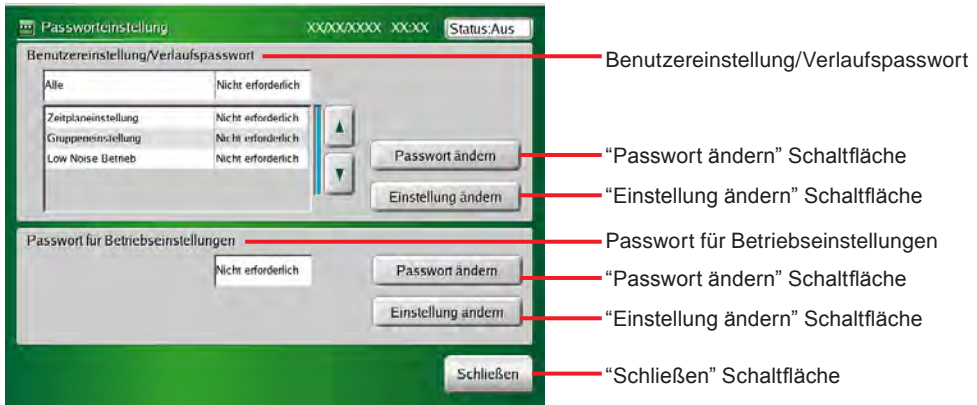 Passworteinstellung XX/XX/XXXX XX:XX Status:Aus
Benutzereinstellung/Verlaufspasswort
Alle Nicht erforderlich
Zeitplaneinstellung Nicht erforderlich
Gruppeneinstellung Nicht erforderlich
Low Noise Betrieb Nicht erforderlich
Passwort ändern
Einstellung ändern
Passwort für Betriebseinstellungen
Nicht erforderlich
Passwort ändern
Einstellung ändern
Schließen
Benutzereinstellung/Verlaufspasswort
“Passwort ändern” Schaltfläche
“Einstellung ändern” Schaltfläche
Passwort für Betriebseinstellungen
“Passwort ändern” Schaltfläche
“Einstellung ändern” Schaltfläche
“Schließen” Schaltfläche